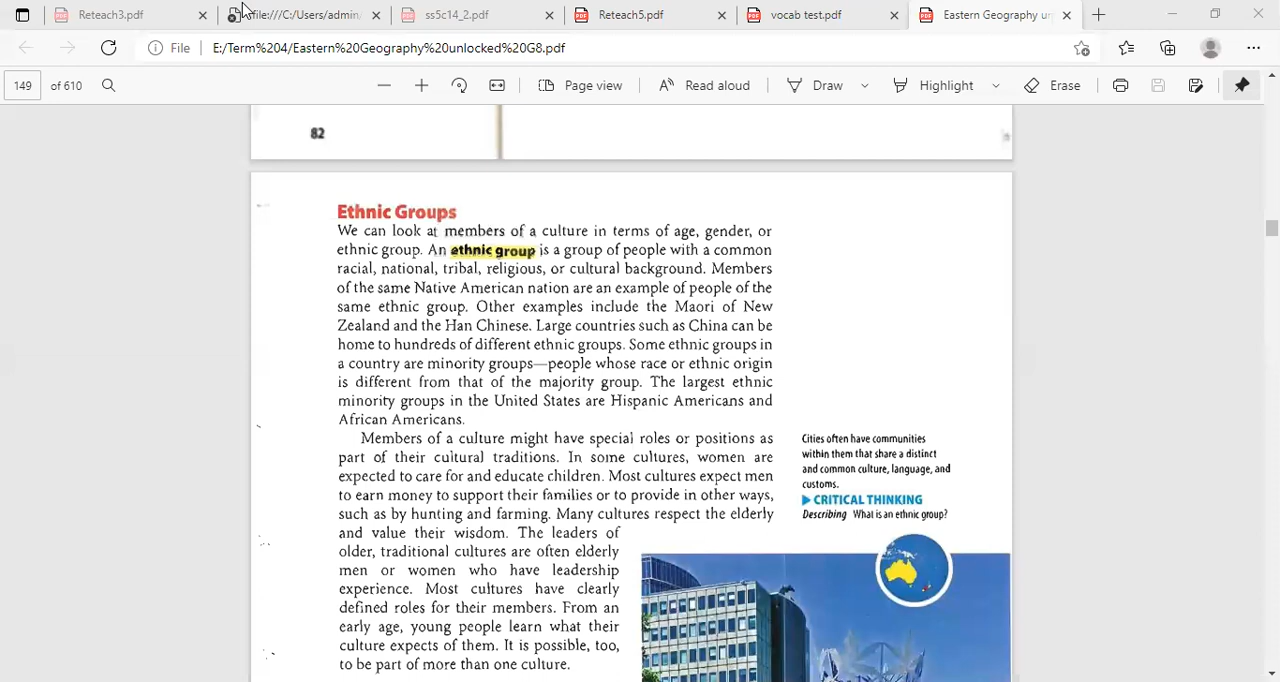 Reteach3.pdf
file:///C:/Users/admin/
ss5c14_2.pdf
Reteach5.pdf
vocab test.pdf
Eastern Geography un
File
E:/Term%204/Eastern%20Geography%20unlocked%20G8.pdf
149 of 610
Page view
Read aloud
Draw
Highlight
Erase
82
Ethnic Groups
We can look at members of a culture in terms of age, gender, or
ethnic group. An ethnic group is a group of people with a common
racial, national, tribal, religious, or cultural background. Members
of the same Native American nation are an example of people of the
same ethnic group. Other examples include the Maori of New
Zealand and the Han Chinese. Large countries such as China can be
home to hundreds of different ethnic groups. Some ethnic groups in
a country are minority groups—people whose race or ethnic origin
is different from that of the majority group. The largest ethnic
minority groups in the United States are Hispanic Americans and
African Americans.
Members of a culture might have special roles or positions as
part of their cultural traditions. In some cultures, women are
expected to care for and educate children. Most cultures expect men
to earn money to support their families or to provide in other ways,
such as by hunting and farming. Many cultures respect the elderly
and value their wisdom. The leaders of
older, traditional cultures are often elderly
men or women who have leadership
experience. Most cultures have clearly
defined roles for their members. From an
early age, young people learn what their
culture expects of them. It is possible, too,
to be part of more than one culture.
Cities often have communities
within them that share a distinct
and common culture, language, and
customs.
CRITICAL THINKING
Describing What is an ethnic group?